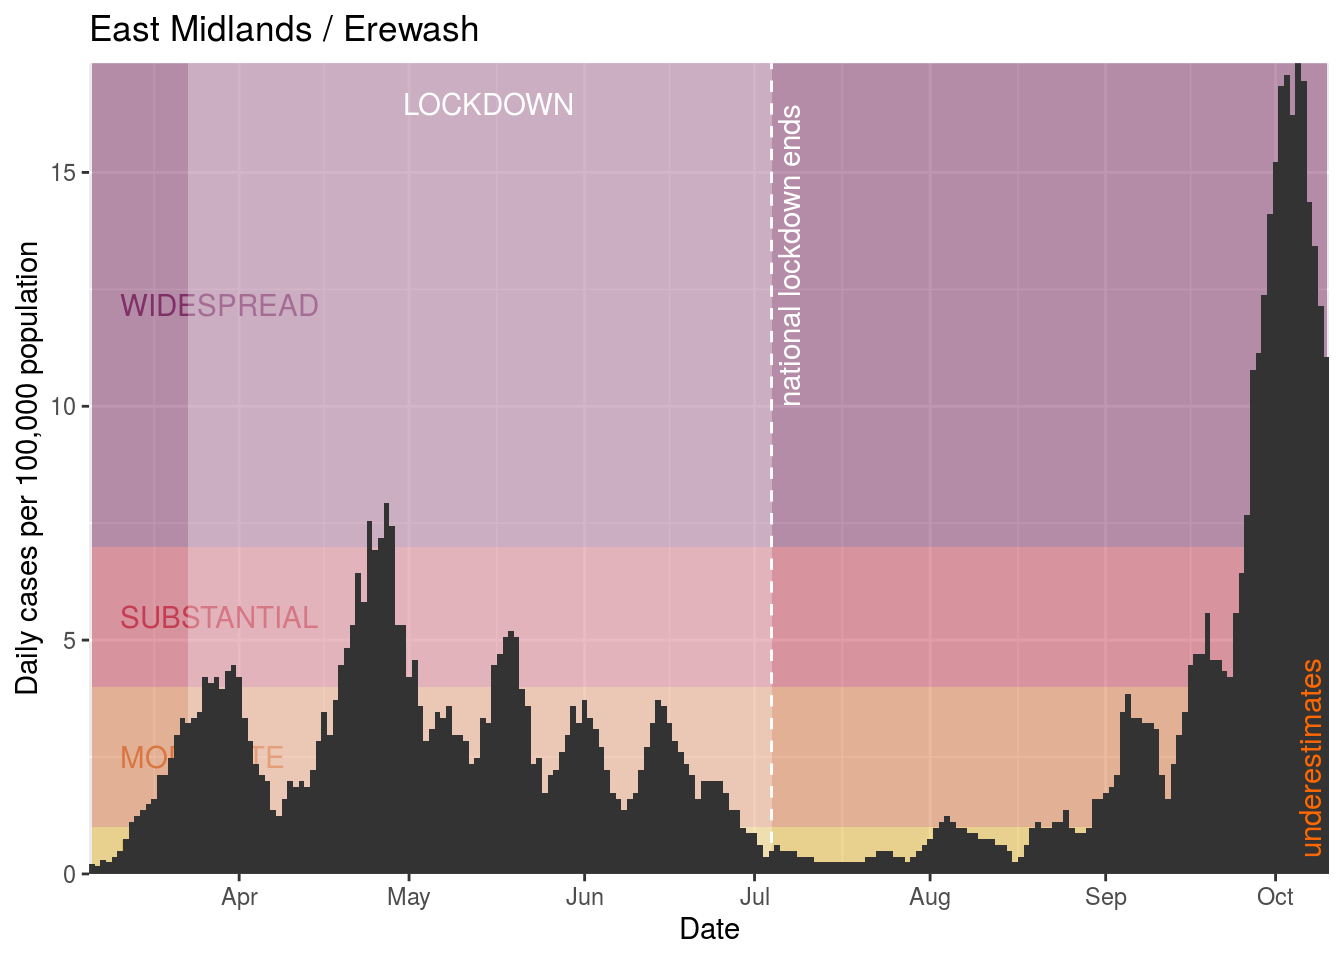 East Midlands / Erewash
LOCKDOWN
national lockdown ends
WIDESPREAD
SUBSTANTIAL
underestimates
Daily cases per 100,000 population
15
10
5
0
Apr
May
Jun
Jul
Aug
Sep
Oct
Date